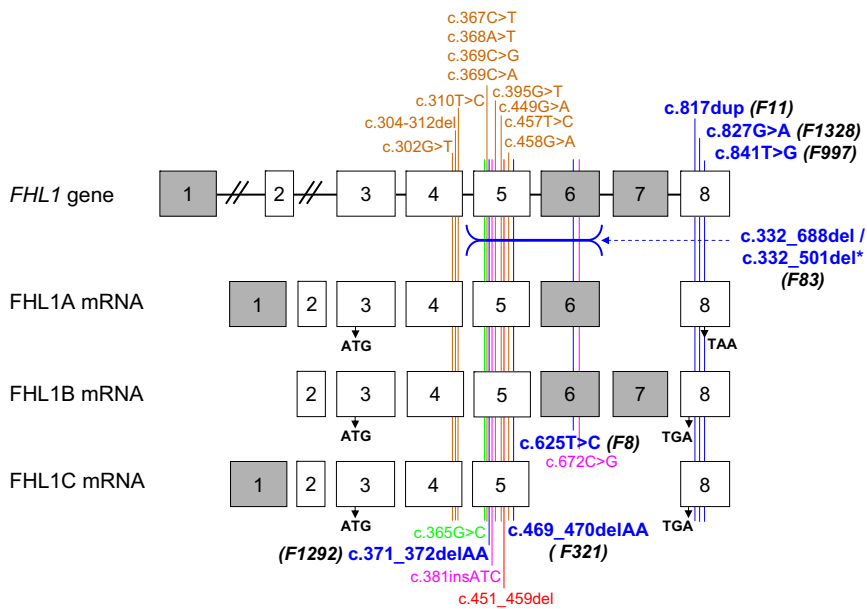 c.367C>T
c.368A>T
c.369C>G
c.369C>A
c.395G>T
c.310T>C
c.449G>A
c.817dup (F11)
c.304-312del
c.457T>C
c.827G>A (F1328)
c.302G>T
c.458G>A
c.841T>G (F997)
FHL1 gene
1 2 3 4 5 6 7 8
c.332_688del /
c.332_501del*
(F83)
FHL1A mRNA
1 2 3 4 5 6 8
ATG TAA
FHL1B mRNA
2 3 4 5 6 7 8
ATG TGA
c.625T>C (F8)
c.672C>G
FHL1C mRNA
1 2 3 4 5 8
ATG TGA
c.365G>C c.469_470delAA
(F1292) c.371_372delAA ( F321)
c.381insATC
c.451_459del